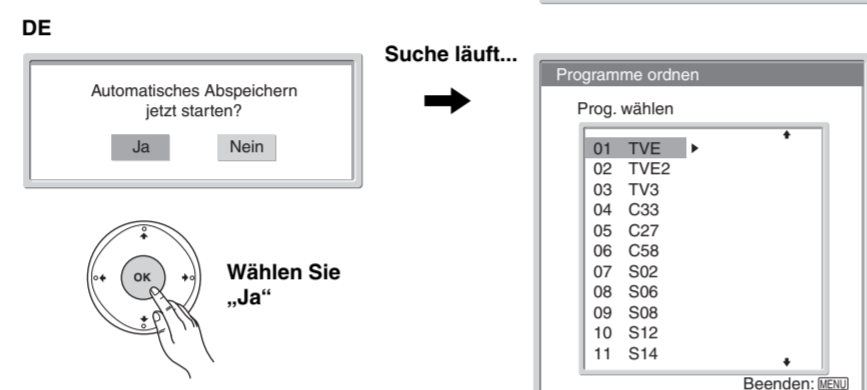 DE
Automatisches Abspeichern
jetzt starten?
Ja Nein
OK
Wählen Sie
„Ja“
Suche läuft...
Programme ordnen
Prog. wählen
01 TVE
02 TVE2
03 TV3
04 C33
05 C27
06 C58
07 S02
08 S06
09 S08
10 S12
11 S14
Beenden: MENU